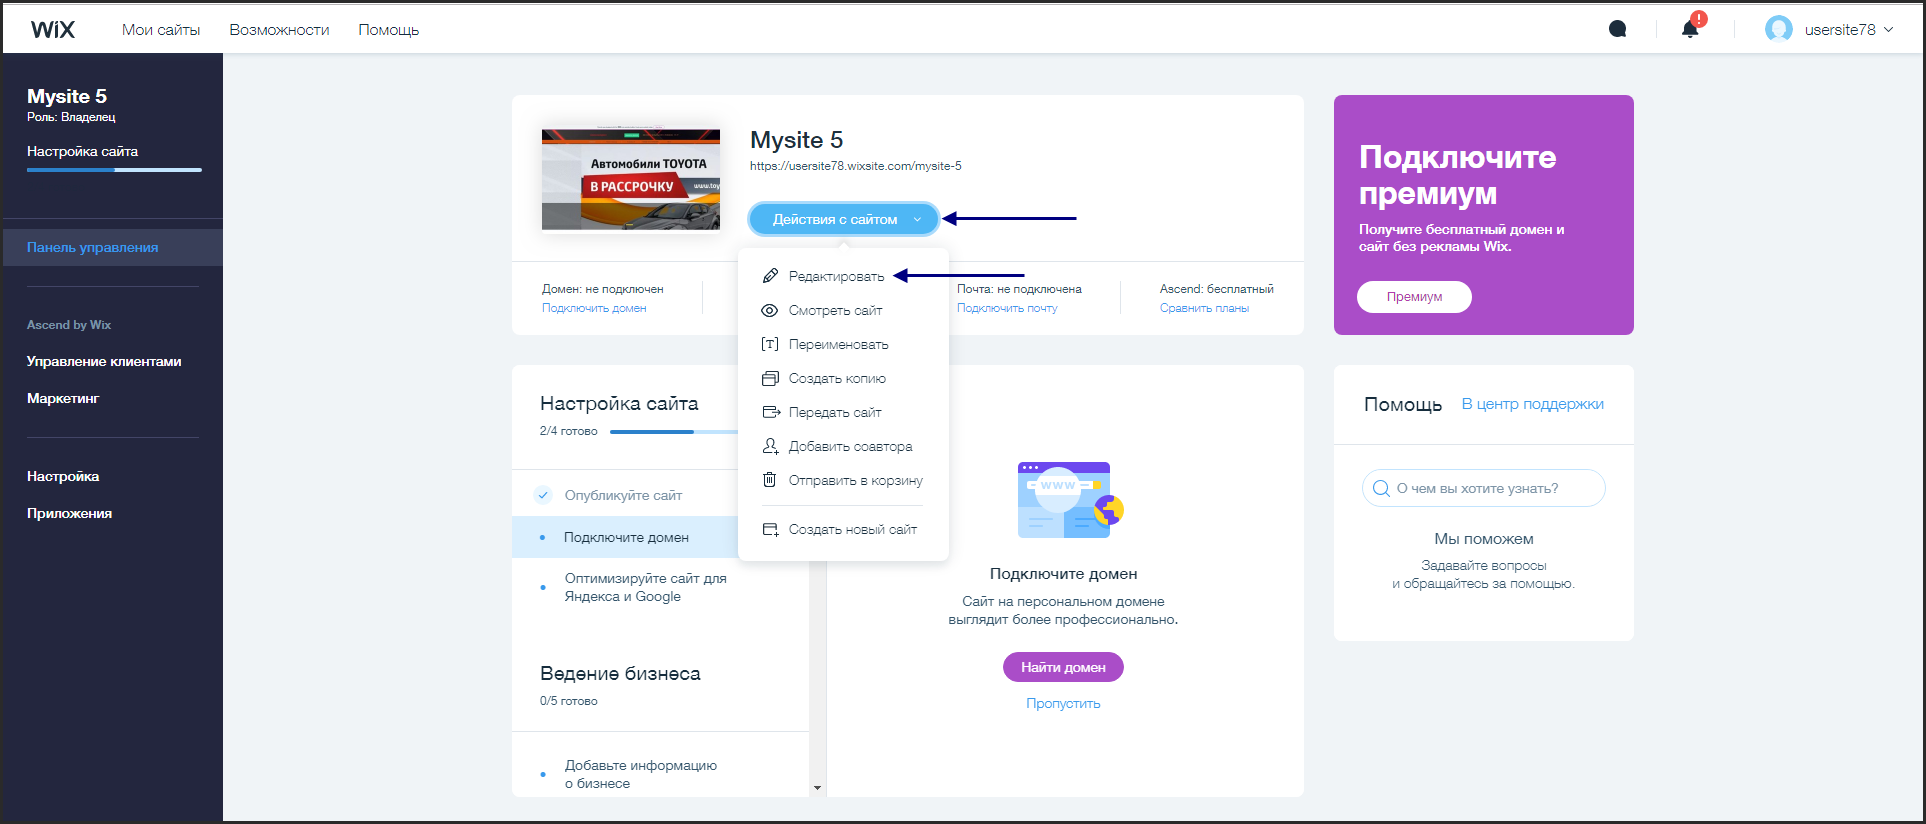 WiX
Мои сайты
Возможности
Помощь
usersite78
Mysite 5
Роль: Владелец
Настройка сайта
Панель управления
Ascend by Wix
Управление клиентами
Маркетинг
Настройка
Приложения
Автомобили TOYOTA
В РАССРОЧКУ
www.toy
Mysite 5
https://usersite78.wixsite.com/mysite-5
Действия с сайтом
Редактировать
Смотреть сайт
Переименовать
Создать копию
Передать сайт
Добавить соавтора
Отправить в корзину
Создать новый сайт
Домен: не подключен
Подключить домен
Почта: не подключена
Подключить почту
Ascend: бесплатный
Сравнить планы
Подключите
премиум
Получите бесплатный домен и
сайт без рекламы Wix.
Премиум
Настройка сайта
2/4 готово
Опубликуйте сайт
Подключите домен
Оптимизируйте сайт для
Яндекса и Google
Ведение бизнеса
0/5 готово
Добавьте информацию
о бизнесе
www
Подключите домен
Сайт на персональном домене
выглядит более профессионально.
Найти домен
Пропустить
Помощь
В центр поддержки
О чем вы хотите узнать?
Мы поможем
Задавайте вопросы
и обращайтесь за помощью.